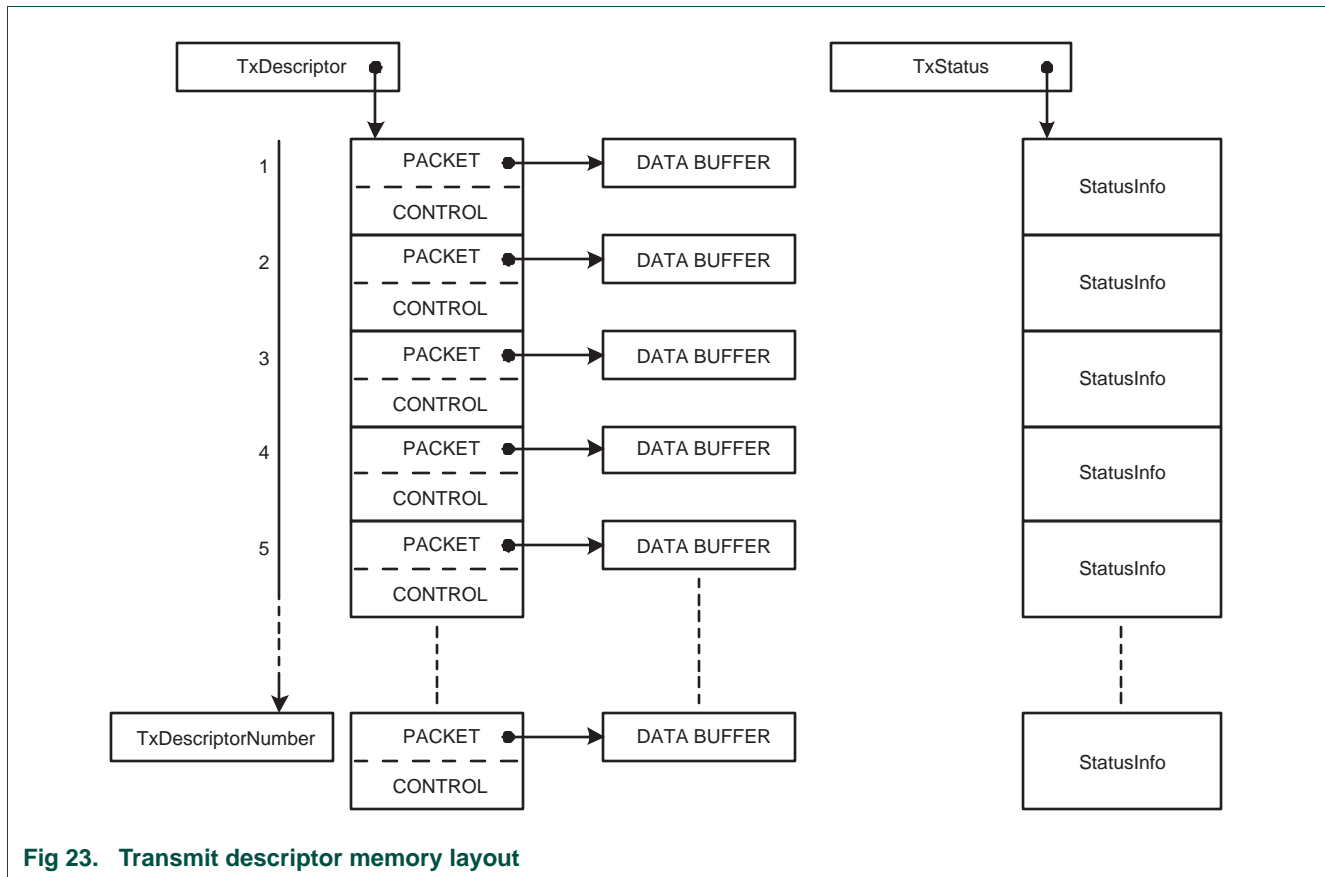 TxDescriptor
TxStatus
1
PACKET
DATA BUFFER
StatusInfo
CONTROL
2
PACKET
DATA BUFFER
StatusInfo
CONTROL
3
PACKET
DATA BUFFER
StatusInfo
CONTROL
4
PACKET
DATA BUFFER
StatusInfo
CONTROL
5
PACKET
DATA BUFFER
StatusInfo
CONTROL
TxDescriptorNumber
PACKET
DATA BUFFER
StatusInfo
CONTROL
Fig 23. Transmit descriptor memory layout